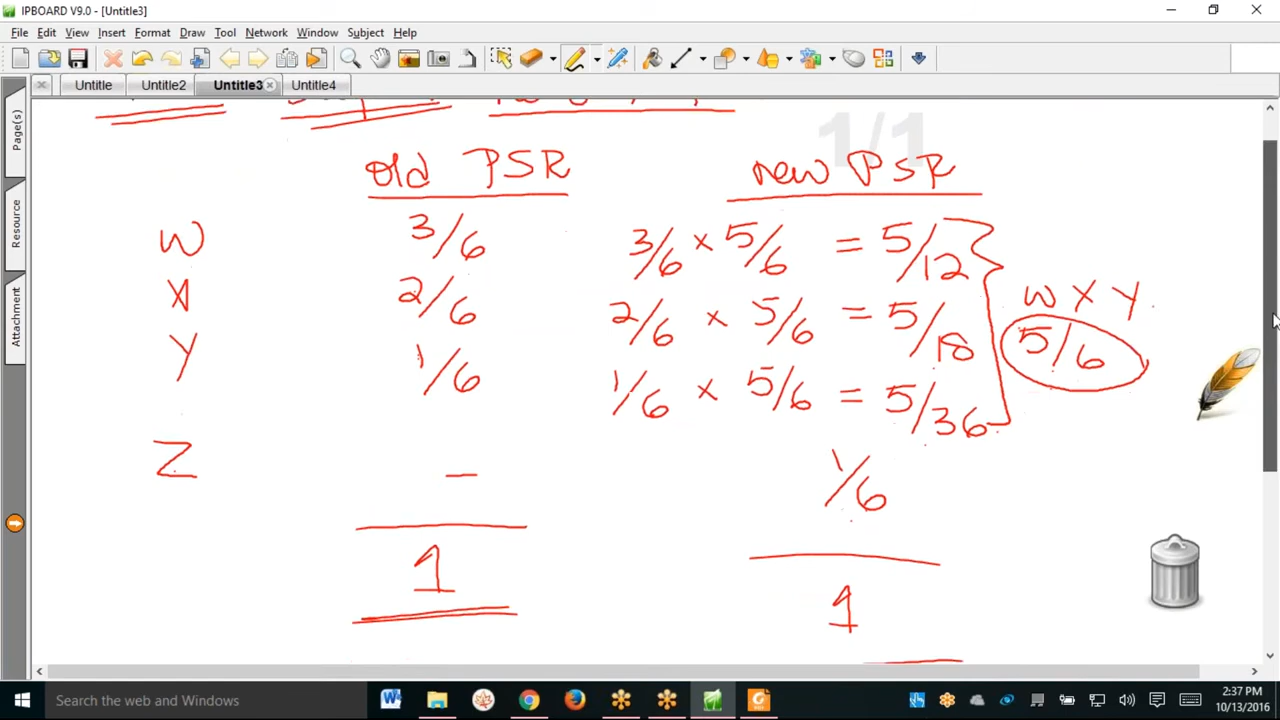 IPBOARD V9.0 - [Untitle3]
File Edit View Insert Format Draw Tool Network Window Subject Help
Untitle Untitle2 Untitle3 Untitle4
Page(s)
Resource
Attachment
1/1
old PSR new PSR
W 3/6 3/6 × 5/6 = 5/12
X 2/6 2/6 × 5/6 = 5/18
W X Y
5/6
Y 1/6 1/6 × 5/6 = 5/36
Z – 1/6
1 1
Search the web and Windows
2:37 PM
10/13/2016